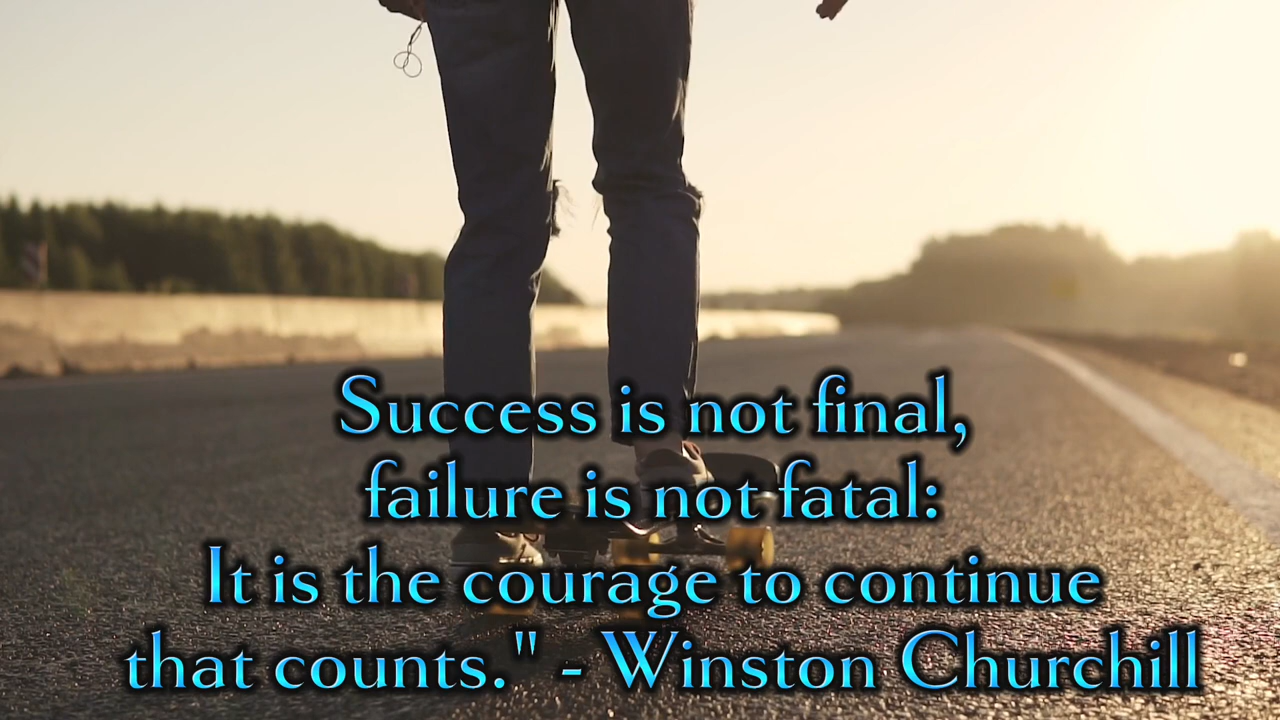 Success is not final,
failure is not fatal:
It is the courage to continue
that counts." - Winston Churchill